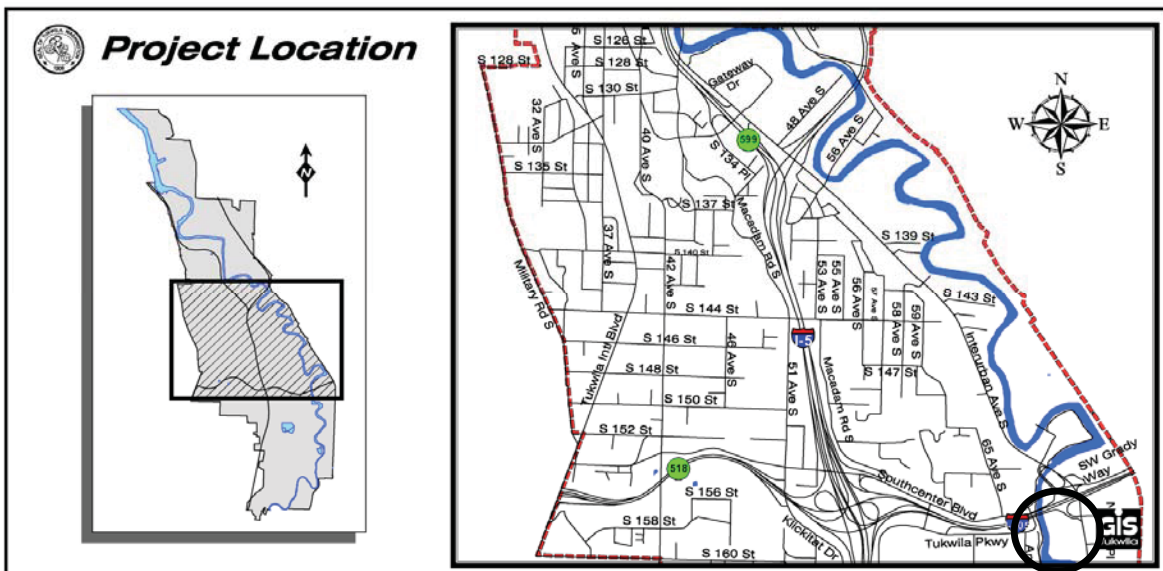 Project Location
N
S 128 St
S 126 St
S 128 St
S 130 St
Gateway Dr
32 Ave S
40 Ave S
48 Ave S
56 Ave S
599
S 134 Pl
S 135 St
S 137 St
Macadam Rd S
37 Ave S
S 140 St
S 139 St
42 Ave S
Military Rd S
53 Ave S
55 Ave S
56 Ave S
57 Ave S
58 Ave S
59 Ave S
S 143 St
S 144 St
I-5
Tukwila Intl Blvd
S 146 St
46 Ave S
S 148 St
51 Ave S
Macadam Rd S
S 147 St
Interurban Ave S
S 150 St
S 152 St
65 Ave S
SW Grady
Way
518
S 156 St
Southcenter Blvd
S 158 St
Klickitat Dr
Tukwila Pkwy
S 160 St
GIS
Tukwila
N
W
E
S